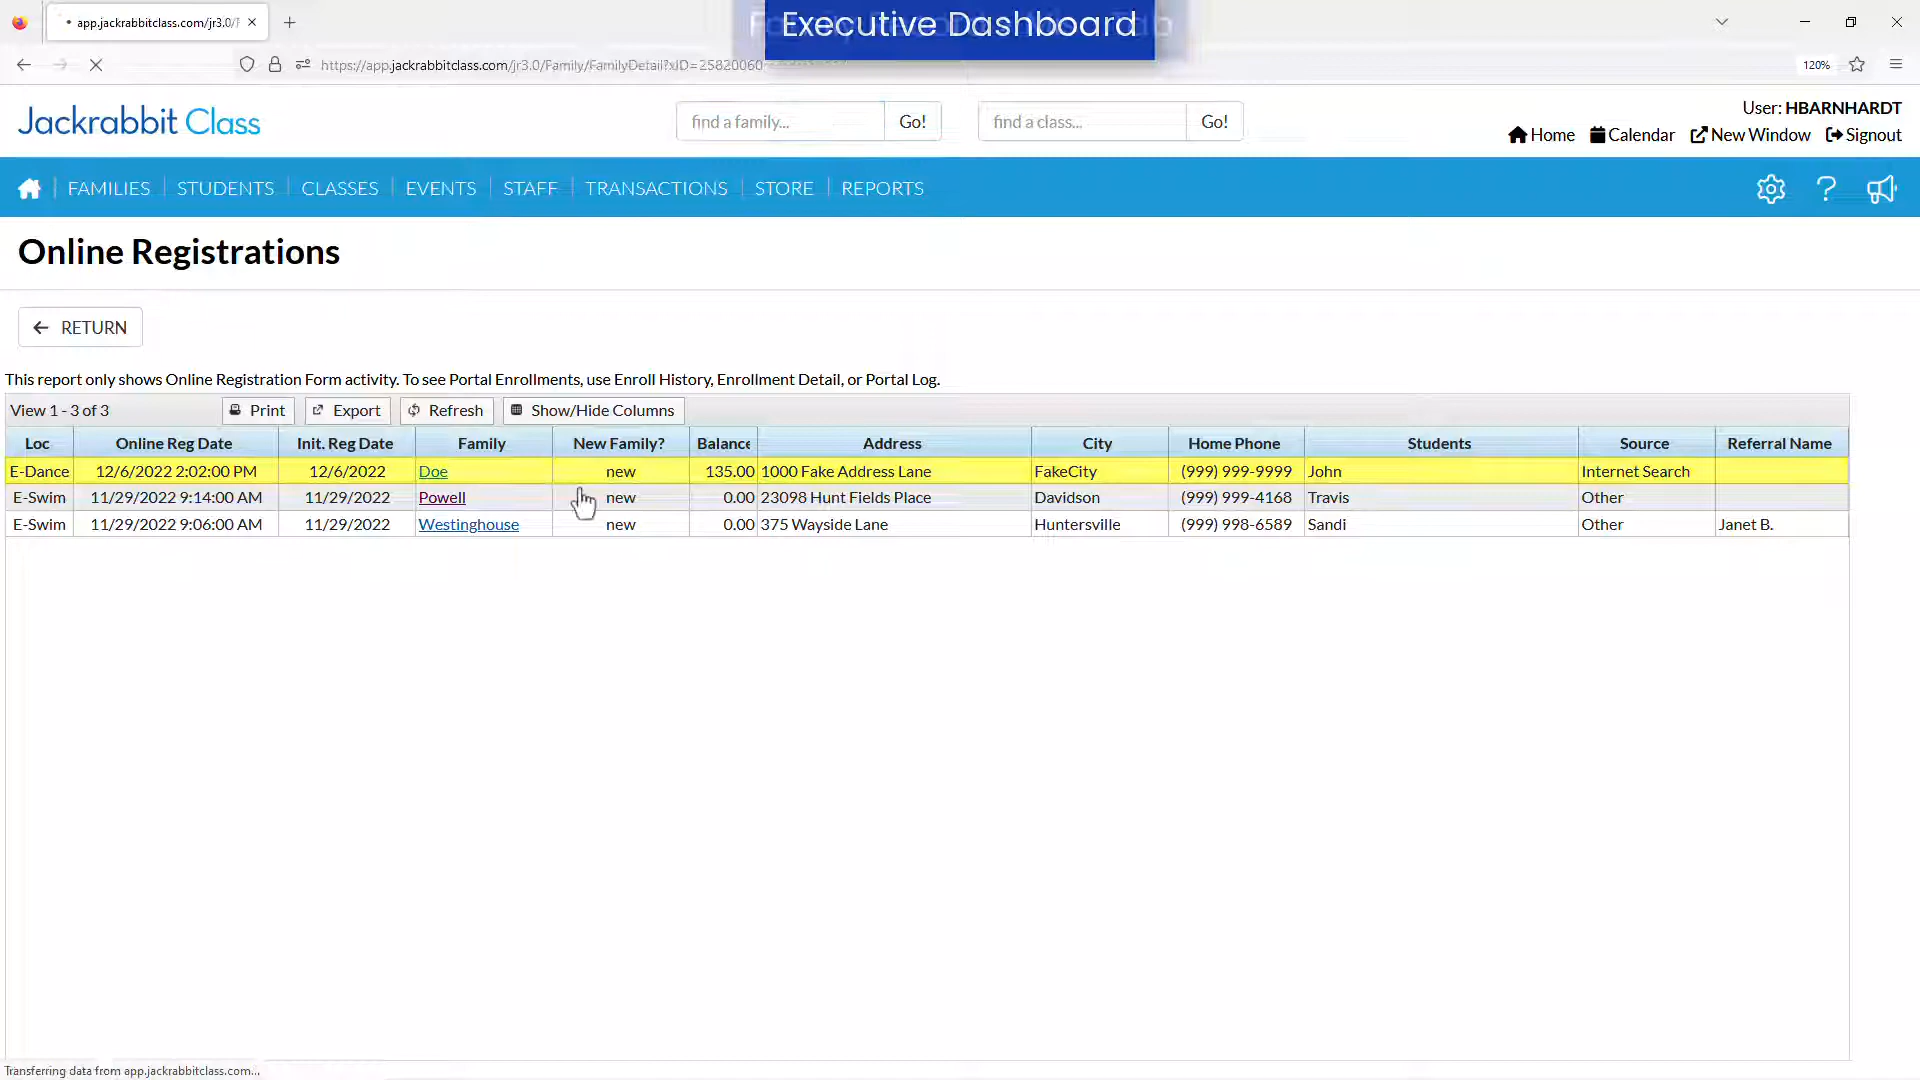 app.jackrabbitclass.com/jr3.0/F
Executive Dashboard
https://app.jackrabbitclass.com/jr3.0/Family/FamilyDetail?xID=25820060
120%
Jackrabbit Class
find a family...
Go!
find a class...
Go!
User: HBARNHARDT
Home
Calendar
New Window
Signout
FAMILIES
STUDENTS
CLASSES
EVENTS
STAFF
TRANSACTIONS
STORE
REPORTS
Online Registrations
RETURN
This report only shows Online Registration Form activity. To see Portal Enrollments, use Enroll History, Enrollment Detail, or Portal Log.
View 1 - 3 of 3 Print Export Refresh Show/Hide Columns
Loc Online Reg Date Init. Reg Date Family New Family? Balance Address City Home Phone Students Source Referral Name
E-Dance 12/6/2022 2:02:00 PM 12/6/2022 Doe new 135.00 1000 Fake Address Lane FakeCity (999) 999-9999 John Internet Search
E-Swim 11/29/2022 9:14:00 AM 11/29/2022 Powell new 0.00 23098 Hunt Fields Place Davidson (999) 999-4168 Travis Other
E-Swim 11/29/2022 9:06:00 AM 11/29/2022 Westinghouse new 0.00 375 Wayside Lane Huntersville (999) 998-6589 Sandi Other Janet B.
Transferring data from app.jackrabbitclass.com...